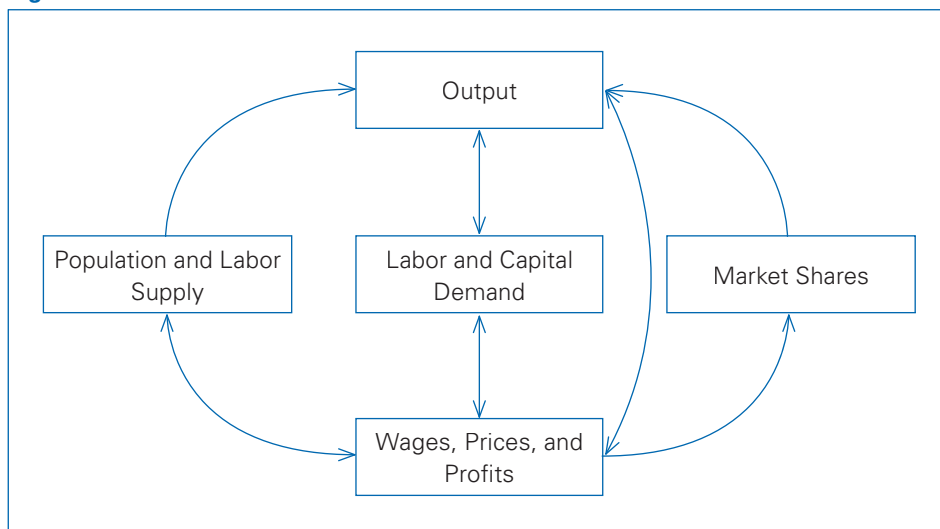 Output
Population and Labor
Supply
Labor and Capital
Demand
Market Shares
Wages, Prices, and
Profits